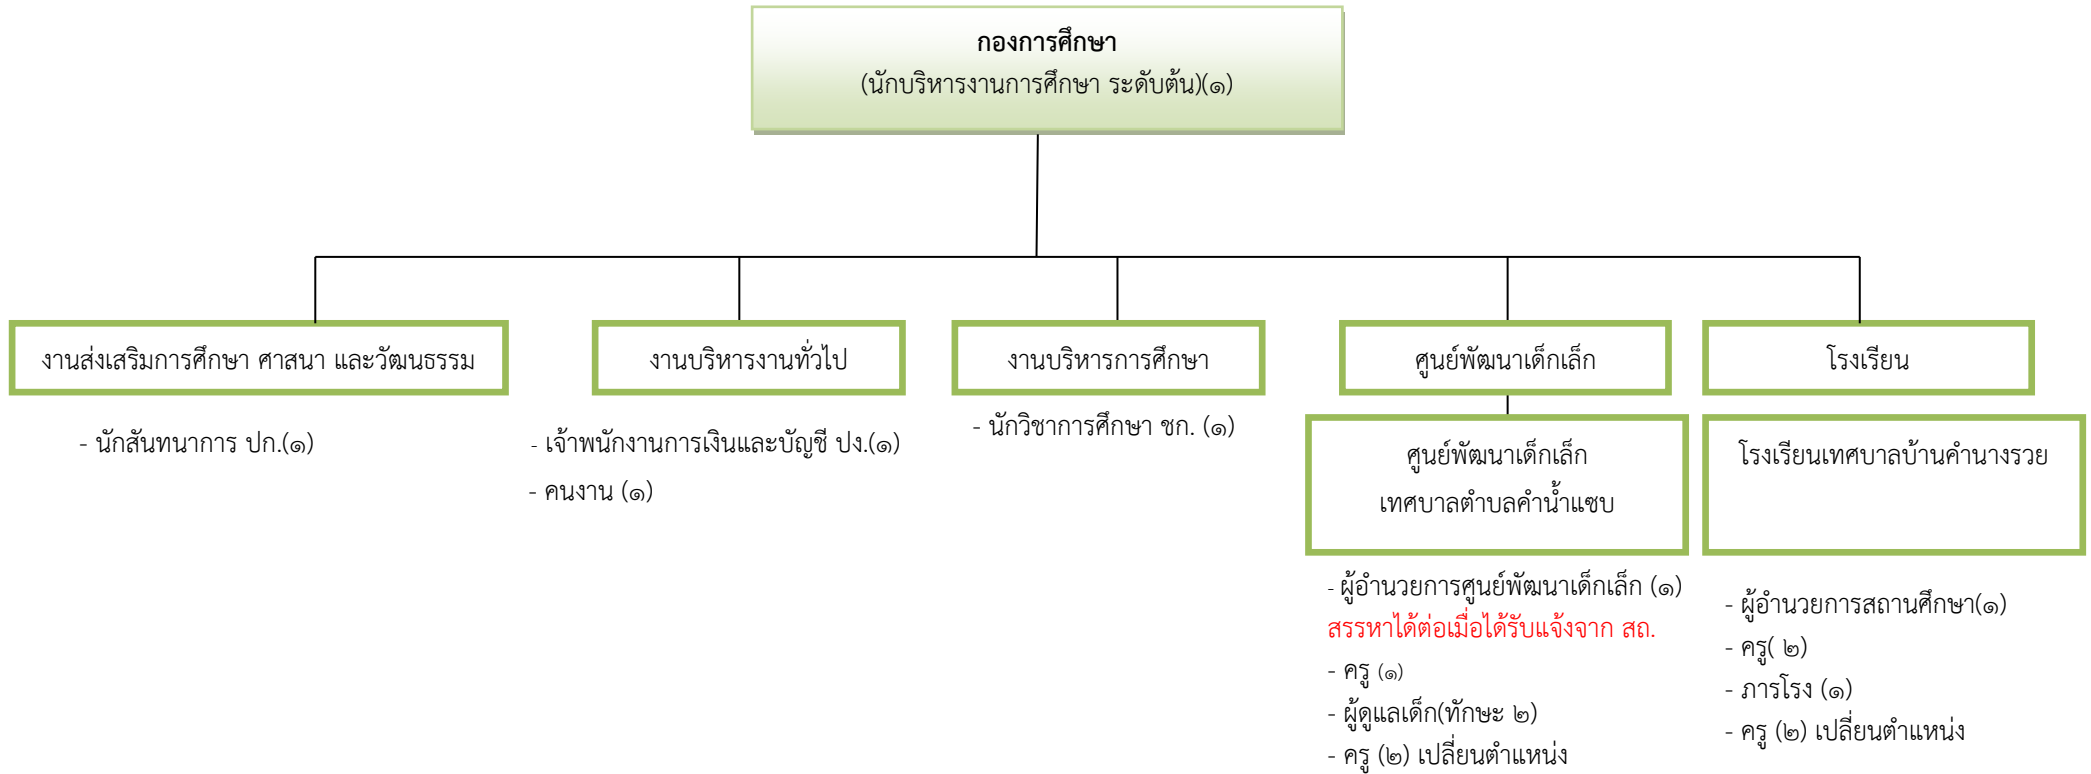 กองการศึกษา
(นักบริหารงานการศึกษา ระดับต้น)(๑)
งานส่งเสริมการศึกษา ศาสนา และวัฒนธรรม
- นักสันทนาการ ปก.(๑)
งานบริหารงานทั่วไป
- เจ้าพนักงานการเงินและบัญชี ปง.(๑)
- คนงาน (๑)
งานบริหารการศึกษา
- นักวิชาการศึกษา ชก. (๑)
ศูนย์พัฒนาเด็กเล็ก
ศูนย์พัฒนาเด็กเล็ก
เทศบาลตำบลคำน้ำแซบ
- ผู้อำนวยการศูนย์พัฒนาเด็กเล็ก (๑)
สรรหาได้ต่อเมื่อได้รับแจ้งจาก สถ.
- ครู (๑)
- ผู้ดูแลเด็ก(ทักษะ ๒)
- ครู (๒) เปลี่ยนตำแหน่ง
โรงเรียน
โรงเรียนเทศบาลบ้านคำนางรวย
- ผู้อำนวยการสถานศึกษา(๑)
- ครู( ๒)
- ภารโรง (๑)
- ครู (๒) เปลี่ยนตำแหน่ง